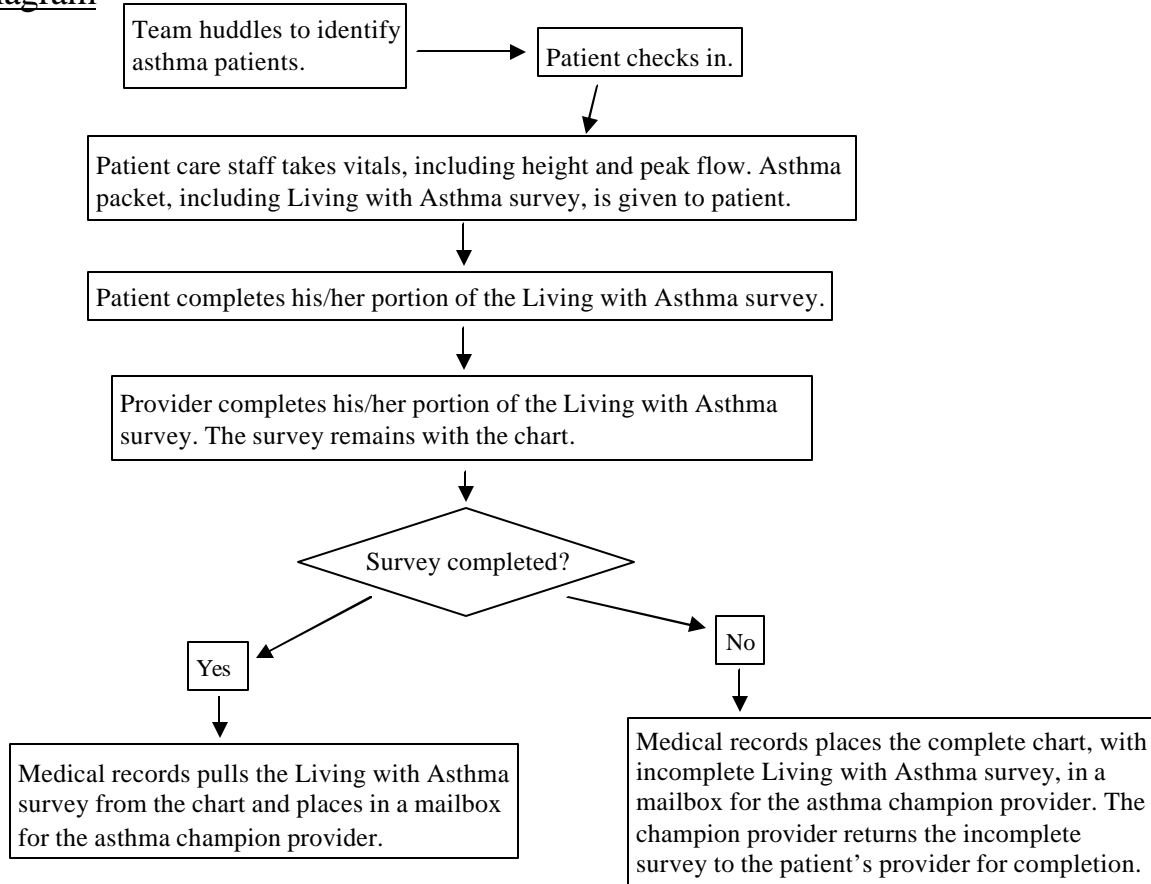 Team huddles to identify
asthma patients.
Patient checks in.
Patient care staff takes vitals, including height and peak flow. Asthma
packet, including Living with Asthma survey, is given to patient.
Patient completes his/her portion of the Living with Asthma survey.
Provider completes his/her portion of the Living with Asthma
survey. The survey remains with the chart.
Survey completed?
Yes
No
Medical records pulls the Living with Asthma
survey from the chart and places in a mailbox
for the asthma champion provider.
Medical records places the complete chart, with
incomplete Living with Asthma survey, in a
mailbox for the asthma champion provider. The
champion provider returns the incomplete
survey to the patient’s provider for completion.